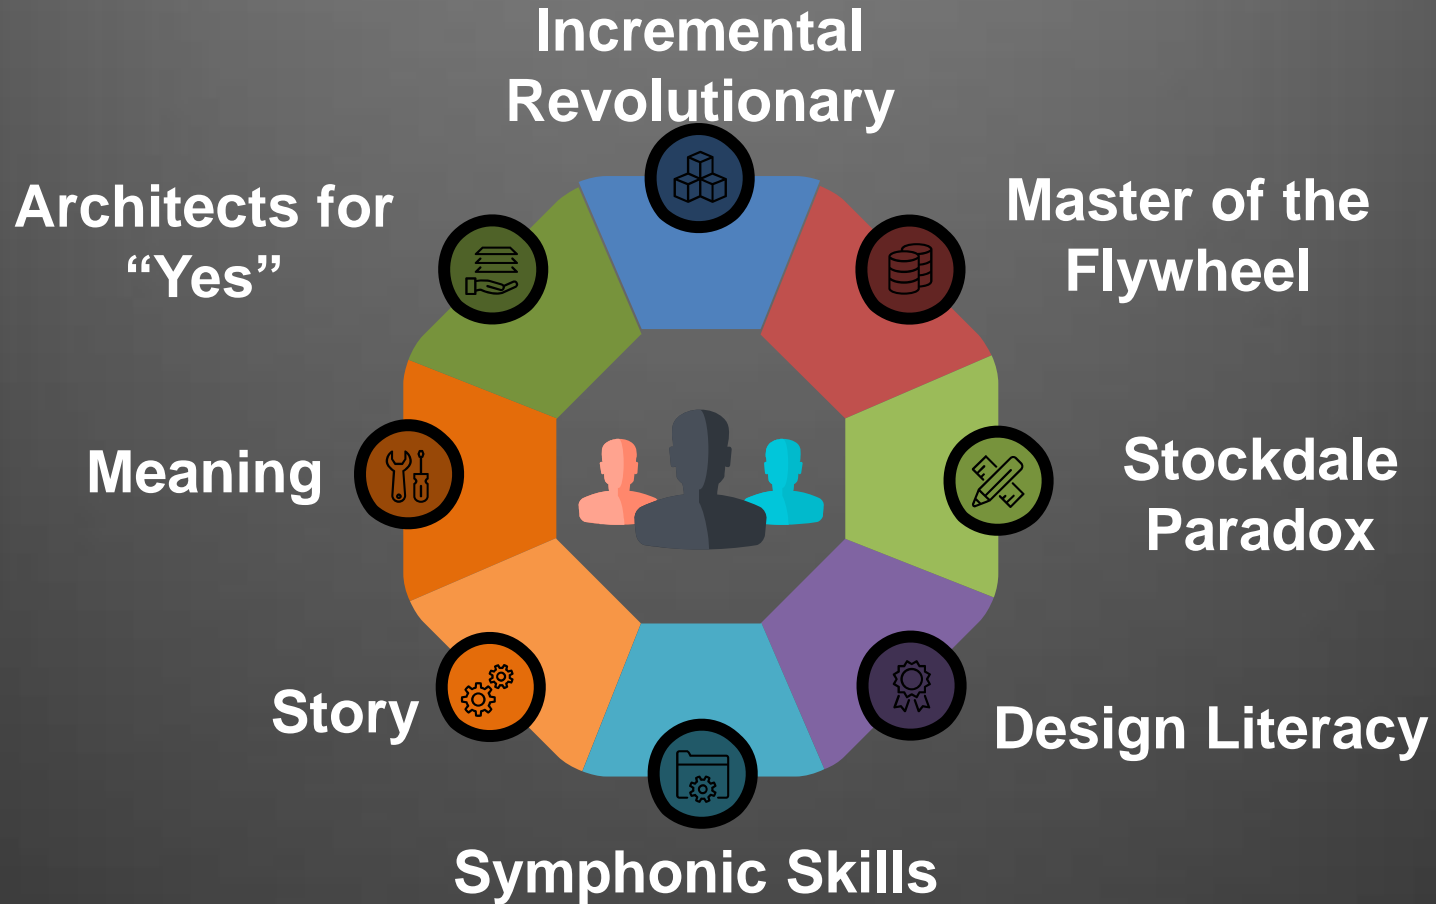 Incremental
Revolutionary
Master of the
Flywheel
Stockdale
Paradox
Design Literacy
Symphonic Skills
Story
Meaning
Architects for
“Yes”